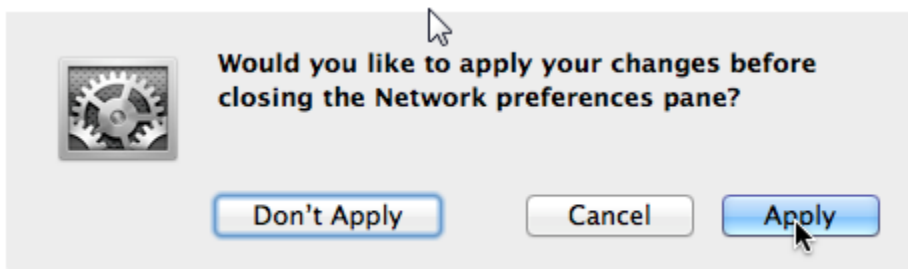 Would you like to apply your changes before
closing the Network preferences pane?
Don't Apply Cancel Apply